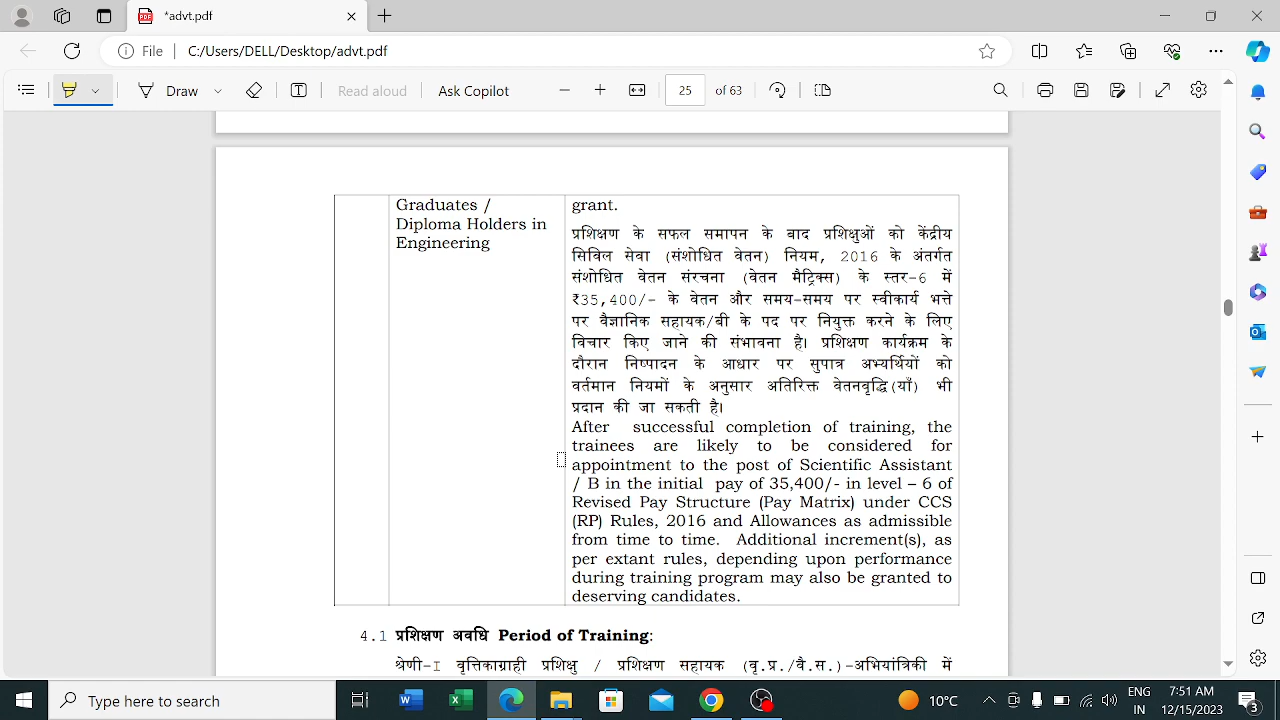 *advt.pdf
File
C:/Users/DELL/Desktop/advt.pdf
Draw
Read aloud
Ask Copilot
25 of 63
Graduates /
Diploma Holders in
Engineering
grant.
प्रशिक्षण के सफल समापन के बाद प्रशिक्षुओं को केंद्रीय
सिविल सेवा (संशोधित वेतन) नियम, 2016 के अंतर्गत
संशोधित वेतन संरचना (वेतन मैट्रिक्स) के स्तर-6 में
₹35,400/- के वेतन और समय-समय पर स्वीकार्य भत्ते
पर वैज्ञानिक सहायक/बी के पद पर नियुक्त करने के लिए
विचार किए जाने की संभावना है। प्रशिक्षण कार्यक्रम के
दौरान निष्पादन के आधार पर सुपात्र अभ्यर्थियों को
वर्तमान नियमों के अनुसार अतिरिक्त वेतनवृद्धि(याँ) भी
प्रदान की जा सकती है।
After successful completion of training, the
trainees are likely to be considered for
appointment to the post of Scientific Assistant
/ B in the initial pay of 35,400/- in level – 6 of
Revised Pay Structure (Pay Matrix) under CCS
(RP) Rules, 2016 and Allowances as admissible
from time to time. Additional increment(s), as
per extant rules, depending upon performance
during training program may also be granted to
deserving candidates.
4.1 प्रशिक्षण अवधि Period of Training:
श्रेणी-I वृत्तिकाग्राही प्रशिक्षु / प्रशिक्षण सहायक (वृ.प्र./वै.स.)-अभियांत्रिकी में
Type here to search
10°C
ENG
IN
7:51 AM
12/15/2023
3